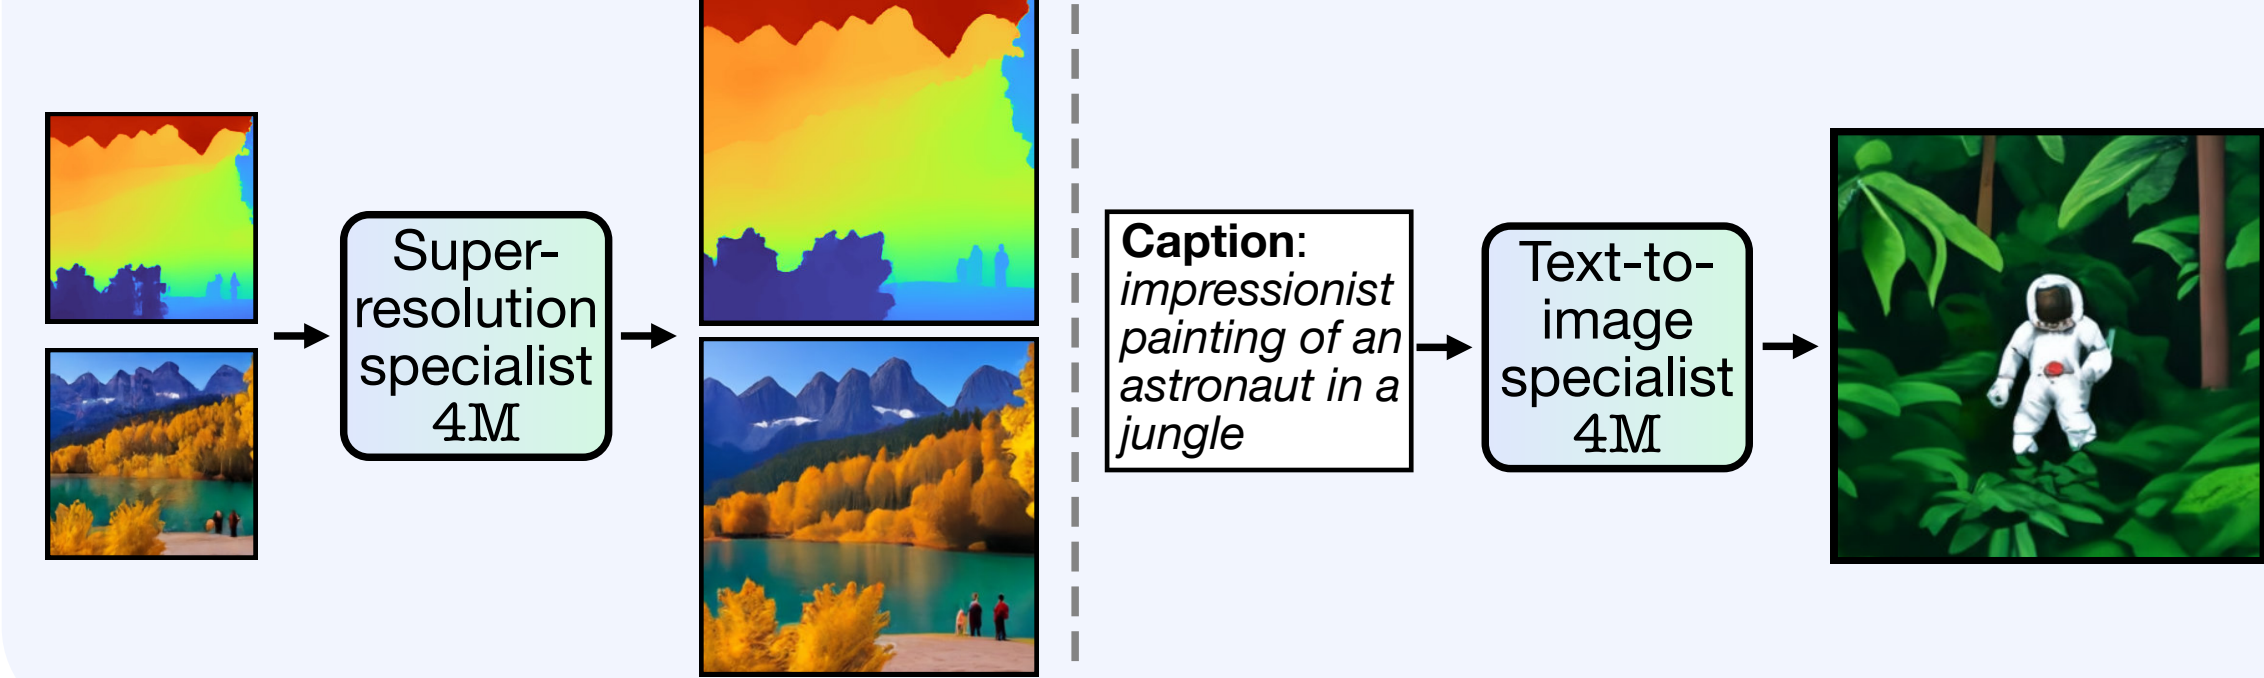 Super-
resolution
specialist
4M
Caption:
impressionist
painting of an
astronaut in a
jungle
Text-to-
image
specialist
4M